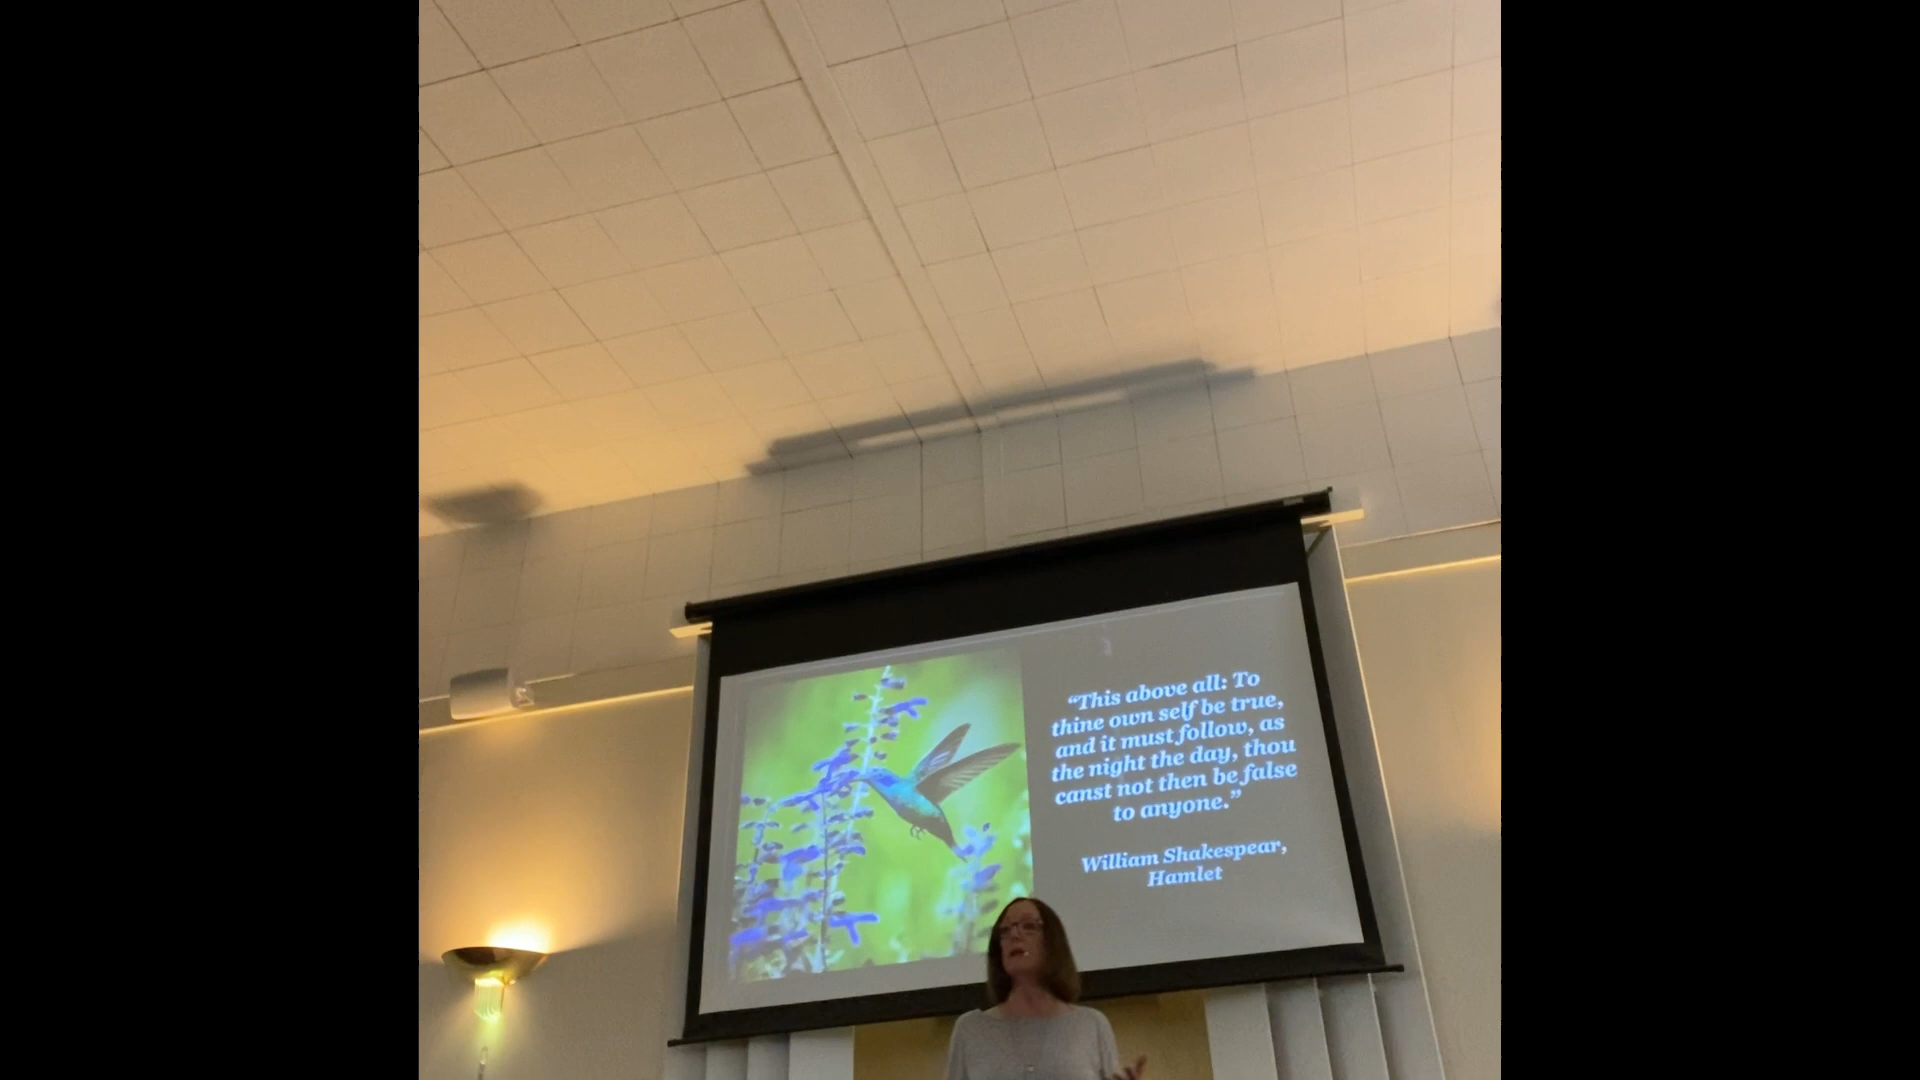 “This above all: To
thine own self be true,
and it must follow, as
the night the day, thou
canst not then be false
to anyone.”
William Shakespear,
Hamlet